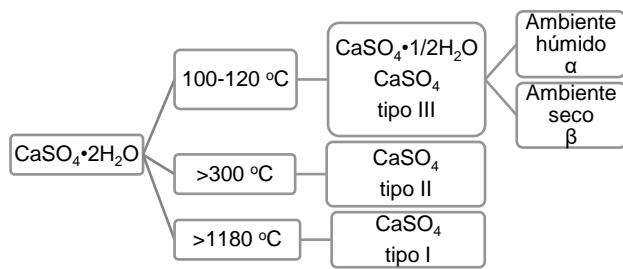 CaSO₄•2H₂O
100-120 ºC
CaSO₄•1/2H₂O
CaSO₄
tipo III
Ambiente
húmido
α
Ambiente
seco
β
>300 ºC
CaSO₄
tipo II
>1180 ºC
CaSO₄
tipo I